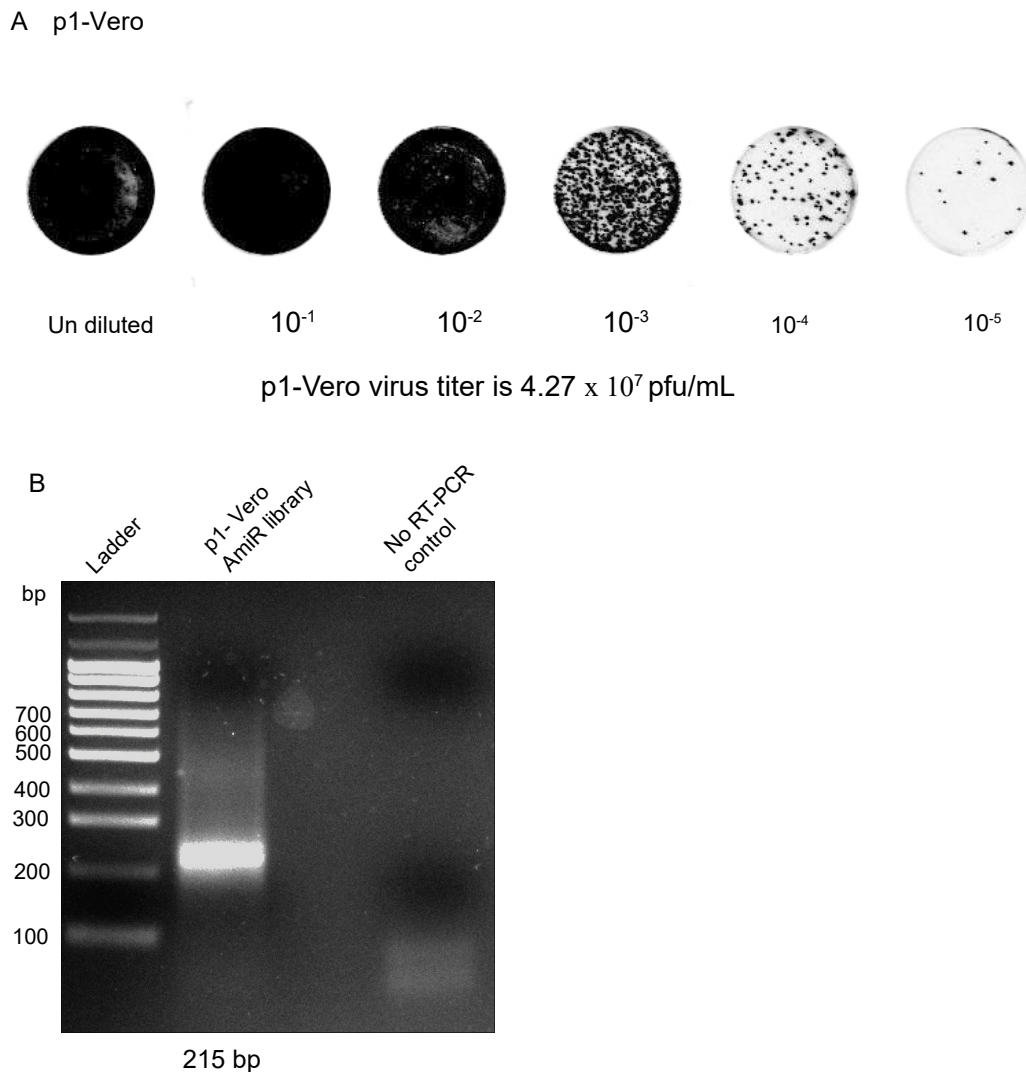 A p1-Vero
Un diluted 10-1 10-2 10-3 10-4 10-5
p1-Vero virus titer is 4.27 x 107 pfu/mL
B
Ladder
p1- Vero
AmiR library
No RT-PCR
control
bp
700
600
500
400
300
200
100
215 bp